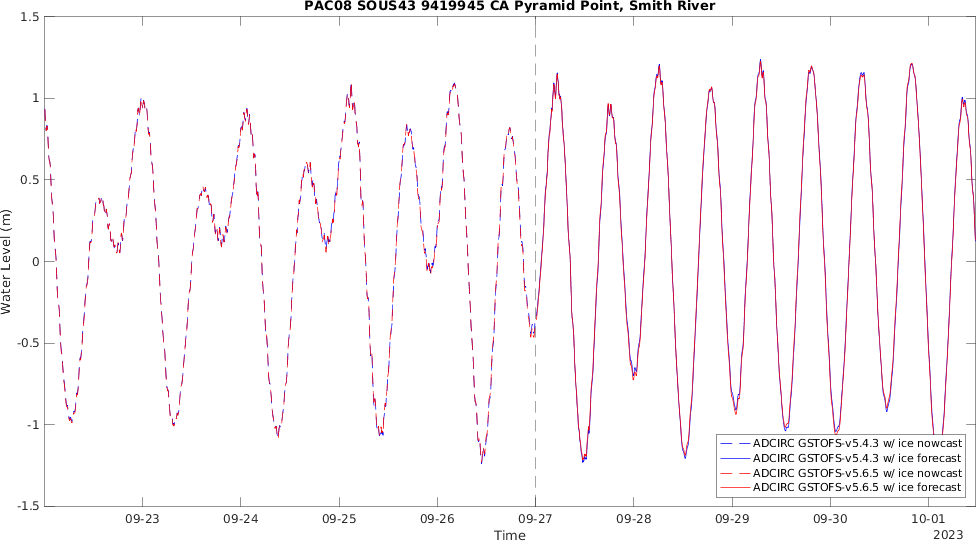 PAC08 SOUS43 9419945 CA Pyramid Point, Smith River
1.5
1
0.5
0
-0.5
-1
-1.5
Water Level (m)
ADCIRC GSTOFS-v5.4.3 w/ ice nowcast
ADCIRC GSTOFS-v5.4.3 w/ ice forecast
ADCIRC GSTOFS-v5.6.5 w/ ice nowcast
ADCIRC GSTOFS-v5.6.5 w/ ice forecast
09-23 09-24 09-25 09-26 09-27 09-28 09-29 09-30 10-01
Time
2023